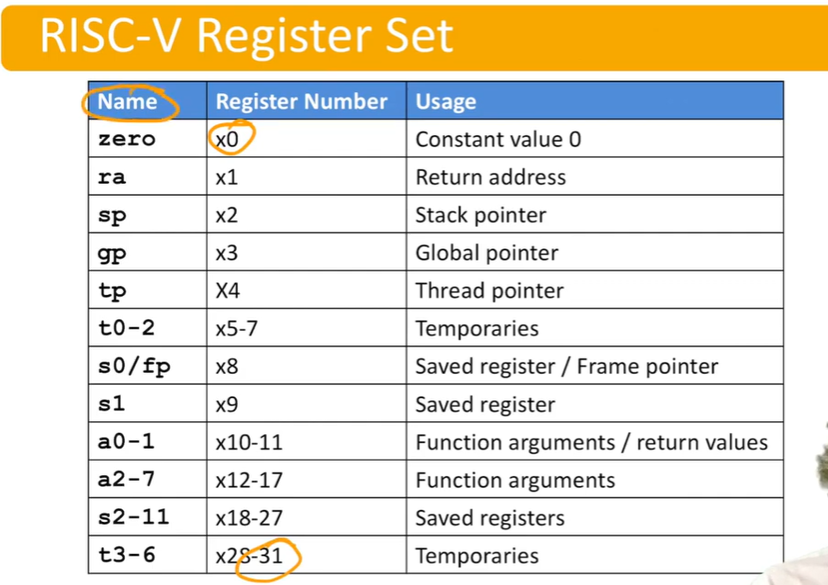 RISC-V Register Set
Name Register Number Usage
zero x0 Constant value 0
ra x1 Return address
sp x2 Stack pointer
gp x3 Global pointer
tp X4 Thread pointer
t0-2 x5-7 Temporaries
s0/fp x8 Saved register / Frame pointer
s1 x9 Saved register
a0-1 x10-11 Function arguments / return values
a2-7 x12-17 Function arguments
s2-11 x18-27 Saved registers
t3-6 x28-31 Temporaries